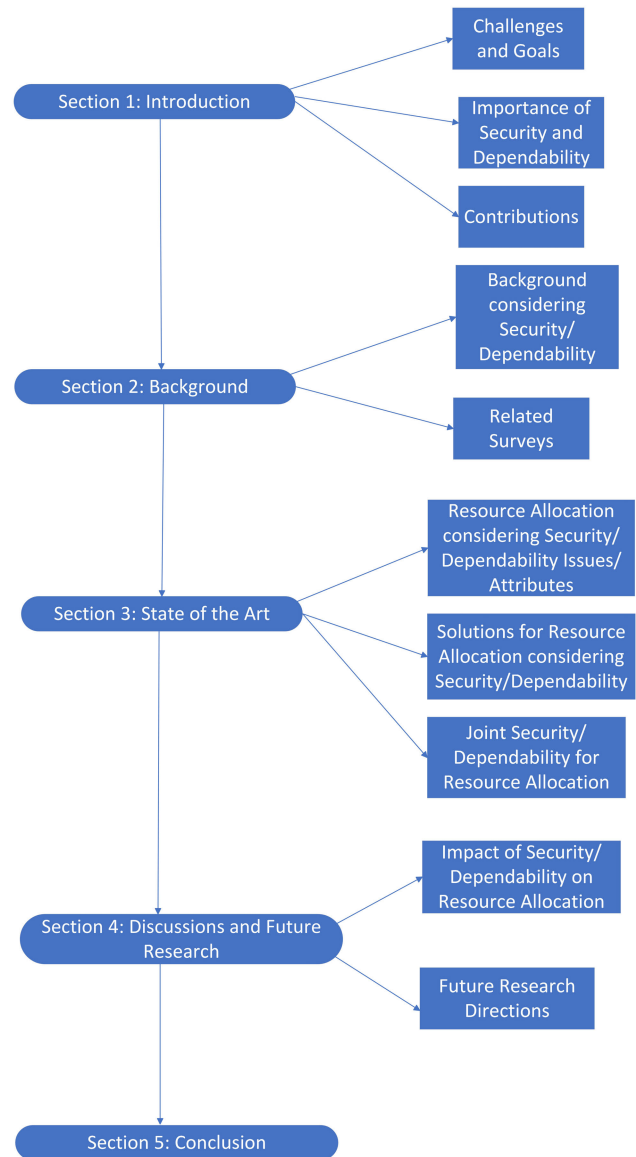 Challenges
and Goals
Section 1: Introduction
Importance of
Security and
Dependability
Contributions
Background
considering
Security/
Dependability
Section 2: Background
Related
Surveys
Resource Allocation
considering Security/
Dependability Issues/
Attributes
Section 3: State of the Art
Solutions for Resource
Allocation considering
Security/Dependability
Joint Security/
Dependability for
Resource Allocation
Impact of Security/
Dependability on
Resource Allocation
Section 4: Discussions and Future
Research
Future Research
Directions
Section 5: Conclusion